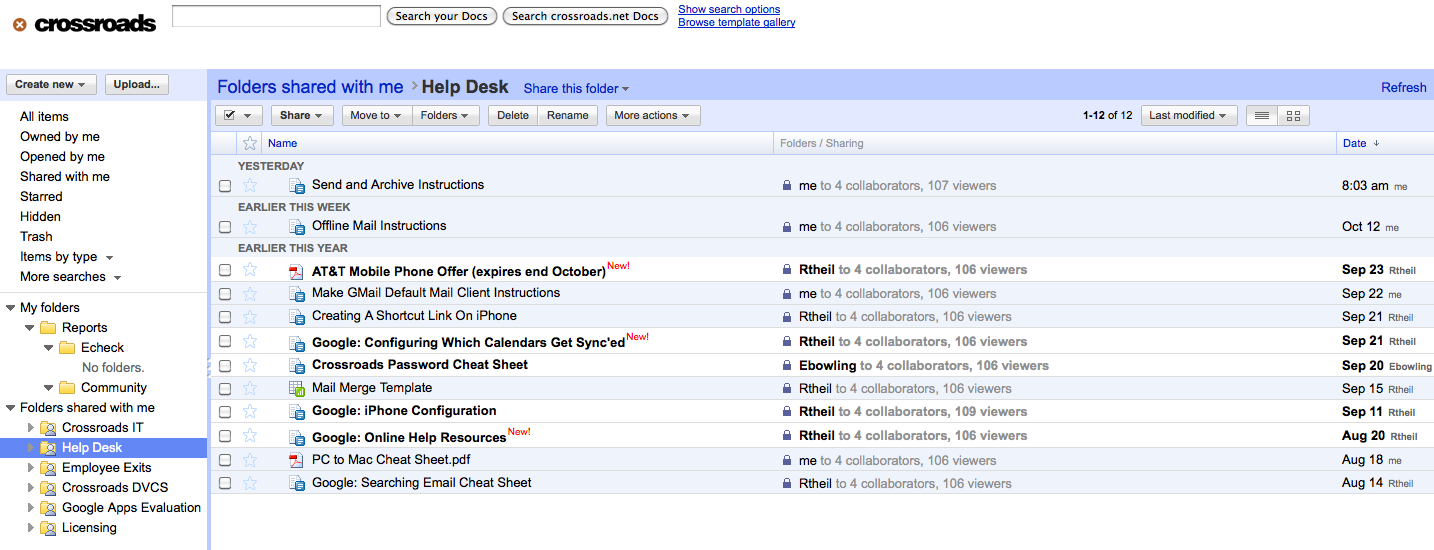 crossroads
Search your Docs
Search crossroads.net Docs
Show search options
Browse template gallery
Create new
Upload...
All items
Owned by me
Opened by me
Shared with me
Starred
Hidden
Trash
Items by type
More searches
My folders
Reports
Echeck
No folders.
Community
Folders shared with me
Crossroads IT
Help Desk
Employee Exits
Crossroads DVCS
Google Apps Evaluation
Licensing
Folders shared with me › Help Desk Share this folder
Refresh
Share Move to Folders Delete Rename More actions 1-12 of 12 Last modified
Name Folders / Sharing Date
YESTERDAY
Send and Archive Instructions me to 4 collaborators, 107 viewers 8:03 am me
EARLIER THIS WEEK
Offline Mail Instructions me to 4 collaborators, 106 viewers Oct 12 me
EARLIER THIS YEAR
AT&T Mobile Phone Offer (expires end October) New! Rtheil to 4 collaborators, 106 viewers Sep 23 Rtheil
Make GMail Default Mail Client Instructions me to 4 collaborators, 106 viewers Sep 22 me
Creating A Shortcut Link On iPhone Rtheil to 4 collaborators, 106 viewers Sep 21 Rtheil
Google: Configuring Which Calendars Get Sync'ed New! Rtheil to 4 collaborators, 106 viewers Sep 21 Rtheil
Crossroads Password Cheat Sheet Ebowling to 4 collaborators, 106 viewers Sep 20 Ebowling
Mail Merge Template Rtheil to 4 collaborators, 106 viewers Sep 15 Rtheil
Google: iPhone Configuration Rtheil to 4 collaborators, 109 viewers Sep 11 Rtheil
Google: Online Help Resources New! Rtheil to 4 collaborators, 106 viewers Aug 20 Rtheil
PC to Mac Cheat Sheet.pdf me to 4 collaborators, 106 viewers Aug 18 me
Google: Searching Email Cheat Sheet Rtheil to 4 collaborators, 106 viewers Aug 14 Rtheil